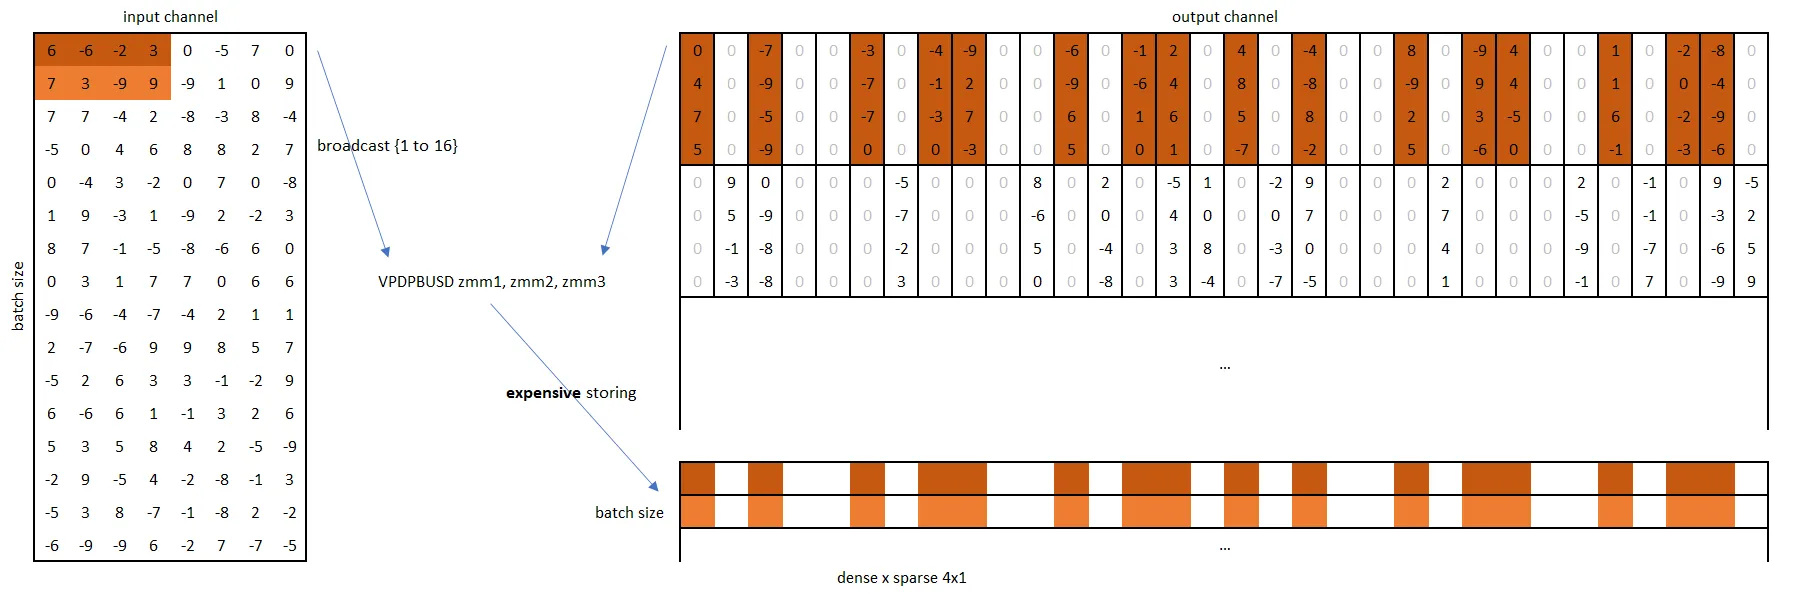 input channel
6 -6 -2 3 0 -5 7 0
7 3 -9 9 -9 1 0 9
7 7 -4 2 -8 -3 8 -4
-5 0 4 6 8 8 2 7
0 -4 3 -2 0 7 0 -8
1 9 -3 1 -9 2 -2 3
8 7 -1 -5 -8 -6 6 0
0 3 1 7 7 0 6 6
-9 -6 -4 -7 -4 2 1 1
2 -7 -6 9 9 8 5 7
-5 2 6 3 3 -1 -2 9
6 -6 6 1 -1 3 2 6
5 3 5 8 4 2 -5 -9
-2 9 -5 4 -2 -8 -1 3
-5 3 8 -7 -1 -8 2 -2
-6 -9 -9 6 -2 7 -7 -5
batch size
broadcast {1 to 16}
VPDPBUSD zmm1, zmm2, zmm3
expensive storing
output channel
0 0 -7 0 0 -3 0 -4 -9 0 0 -6 0 -1 2 0 4 0 -4 0 0 8 0 -9 4 0 0 1 0 -2 -8 0
4 0 -9 0 0 -7 0 -1 2 0 0 -9 0 -6 4 0 8 0 -8 0 0 -9 0 9 4 0 0 1 0 0 -4 0
7 0 -5 0 0 -7 0 -3 7 0 0 6 0 1 6 0 5 0 8 0 0 2 0 3 -5 0 0 6 0 -2 -9 0
5 0 -9 0 0 0 0 0 -3 0 0 5 0 0 1 0 -7 0 -2 0 0 5 0 -6 0 0 0 -1 0 -3 -6 0
0 9 0 0 0 0 -5 0 0 0 8 0 2 0 -5 1 0 -2 9 0 0 0 2 0 0 0 2 0 -1 0 9 -5
0 5 -9 0 0 0 -7 0 0 0 -6 0 0 0 4 0 0 0 7 0 0 0 7 0 0 0 -5 0 -1 0 -3 2
0 -1 -8 0 0 0 -2 0 0 0 5 0 -4 0 3 8 0 -3 0 0 0 0 4 0 0 0 -9 0 -7 0 -6 5
0 -3 -8 0 0 0 3 0 0 0 0 0 -8 0 3 -4 0 -7 -5 0 0 0 1 0 0 0 -1 0 7 0 -9 9
...
batch size
...
dense x sparse 4x1